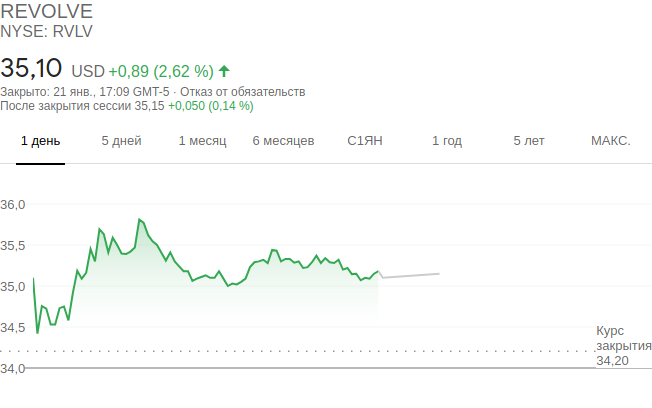 REVOLVE
NYSE: RVLV
35,10 USD +0,89 (2,62 %)
Закрыто: 21 янв., 17:09 GMT-5 · Отказ от обязательств
После закрытия сессии 35,15 +0,050 (0,14 %)
1 день 5 дней 1 месяц 6 месяцев С1ЯН 1 год 5 лет МАКС.
36,0
35,5
35,0
34,5
Курс
закрытия
34,20
34,0